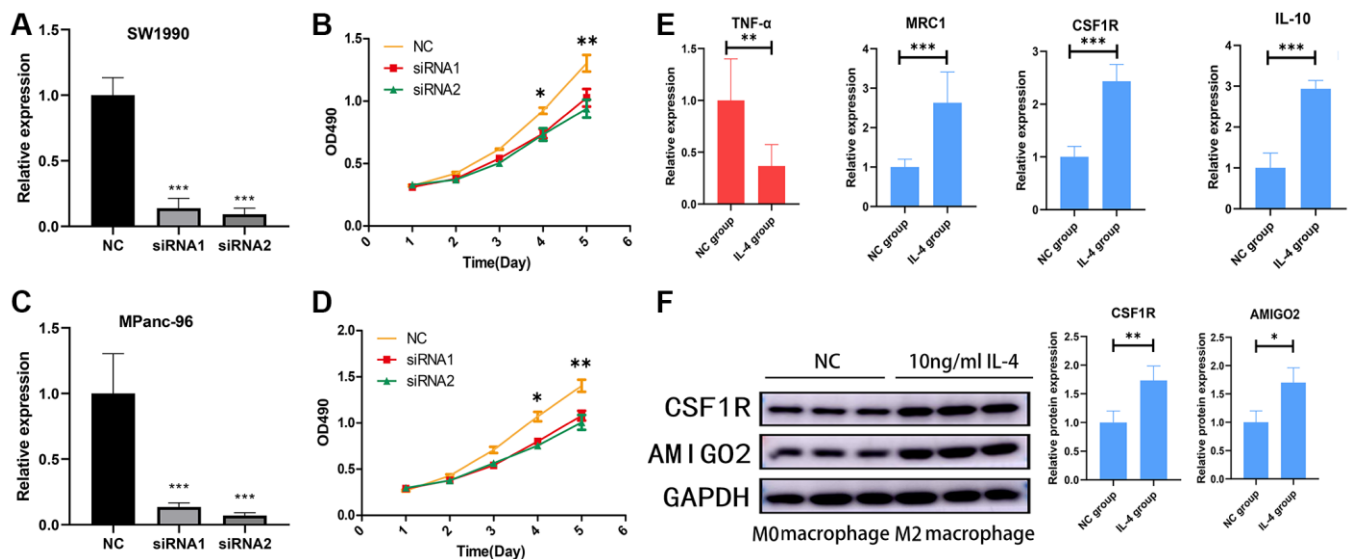 A
SW1990
Relative expression
1.5
1.0
0.5
0.0
***
***
NC
siRNA1
siRNA2
B
OD490
1.5
1.0
0.5
0.0
NC
siRNA1
siRNA2
*
**
0
1
2
3
4
5
6
Time(Day)
C
MPanc-96
Relative expression
1.5
1.0
0.5
0.0
***
***
NC
siRNA1
siRNA2
D
OD490
2.0
1.5
1.0
0.5
0.0
NC
siRNA1
siRNA2
*
**
0
1
2
3
4
5
6
Time(Day)
E
TNF-α
**
Relative expression
1.5
1.0
0.5
0.0
NC group
IL-4 group
MRC1
***
Relative expression
4
3
2
1
0
NC group
IL-4 group
CSF1R
***
Relative expression
3
2
1
0
NC group
IL-4 group
IL-10
***
Relative expression
4
3
2
1
0
NC group
IL-4 group
F
NC
10ng/ml IL-4
CSF1R
AMIGO2
GAPDH
M0 macrophage
M2 macrophage
CSF1R
**
Relative protein expression
2.5
2.0
1.5
1.0
0.5
0.0
NC group
IL-4 group
AMIGO2
*
Relative protein expression
2.5
2.0
1.5
1.0
0.5
0.0
NC group
IL-4 group